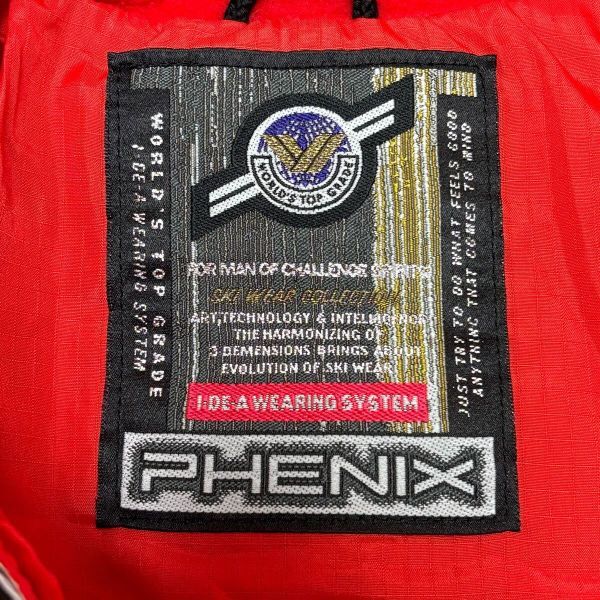 WORLD'S TOP GRADE
FOR MAN OF CHALLENGE SPIRITS
SKI WEAR COLLECTION
ART, TECHNOLOGY & INTELLIGENCE
THE HARMONIZING OF
3-DEMENSIONS BRINGS ABOUT
EVOLUTION OF SKI WEAR
I·DE·A WEARING SYSTEM
PHENIX
WORLD'S TOP GRADE
I·DE·A WEARING SYSTEM
JUST TRY TO DO WHAT FEELS GOOD
ANYTHING THAT COMES TO MIND